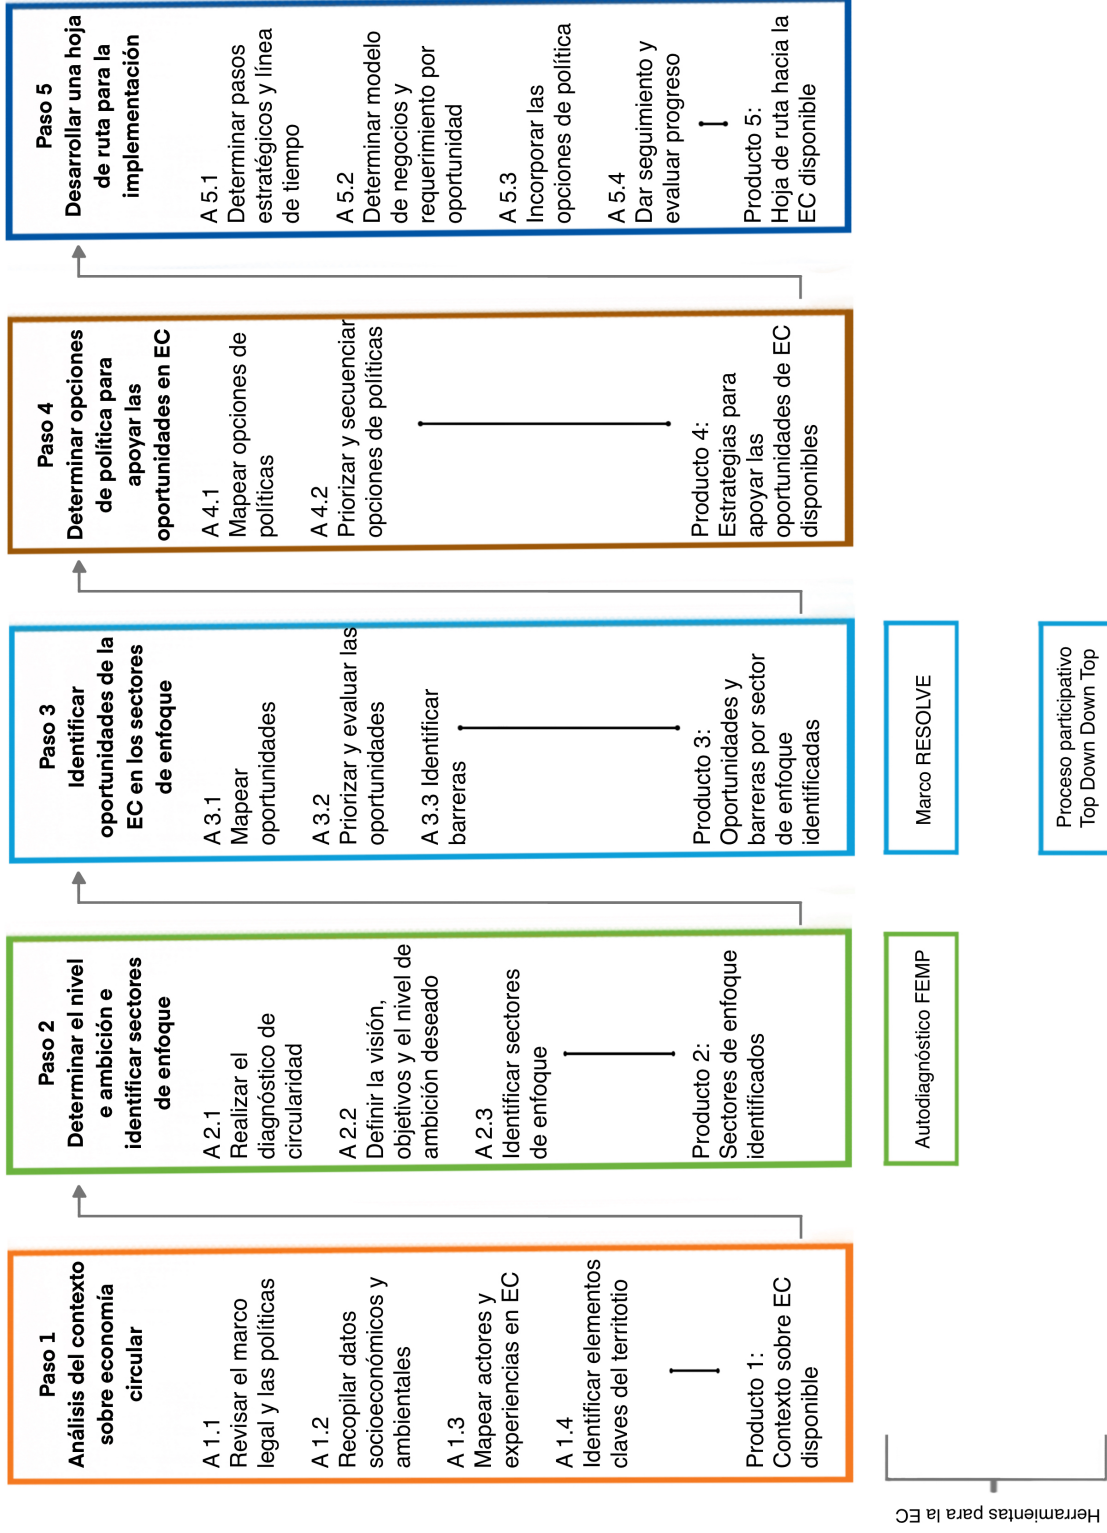 Paso 1
Análisis del contexto
sobre economía
circular
A 1.1
Revisar el marco
legal y las políticas
A 1.2
Recopilar datos
socioeconómicos y
ambientales
A 1.3
Mapear actores y
experiencias en EC
A 1.4
Identificar elementos
claves del territotio
Producto 1:
Contexto sobre EC
disponible
Paso 2
Determinar el nivel
e ambición e
identificar sectores
de enfoque
A 2.1
Realizar el
diagnóstico de
circularidad
A 2.2
Definir la visión,
objetivos y el nivel de
ambición deseado
A 2.3
Identificar sectores
de enfoque
Producto 2:
Sectores de enfoque
identificados
Paso 3
Identificar
oportunidades de la
EC en los sectores
de enfoque
A 3.1
Mapear
oportunidades
A 3.2
Priorizar y evaluar las
oportunidades
A 3.3 Identificar
barreras
Producto 3:
Oportunidades y
barreras por sector
de enfoque
identificadas
Paso 4
Determinar opciones
de política para
apoyar las
oportunidades en EC
A 4.1
Mapear opciones de
políticas
A 4.2
Priorizar y secuenciar
opciones de políticas
Producto 4:
Estrategias para
apoyar las
oportunidades de EC
disponibles
Paso 5
Desarrollar una hoja
de ruta para la
implementación
A 5.1
Determinar pasos
estratégicos y línea
de tiempo
A 5.2
Determinar modelo
de negocios y
requerimiento por
oportunidad
A 5.3
Incorporar las
opciones de política
A 5.4
Dar seguimiento y
evaluar progreso
Producto 5:
Hoja de ruta hacia la
EC disponible
Herramientas para la EC
Autodiagnóstico FEMP
Marco RESOLVE
Proceso participativo
Top Down Down Top